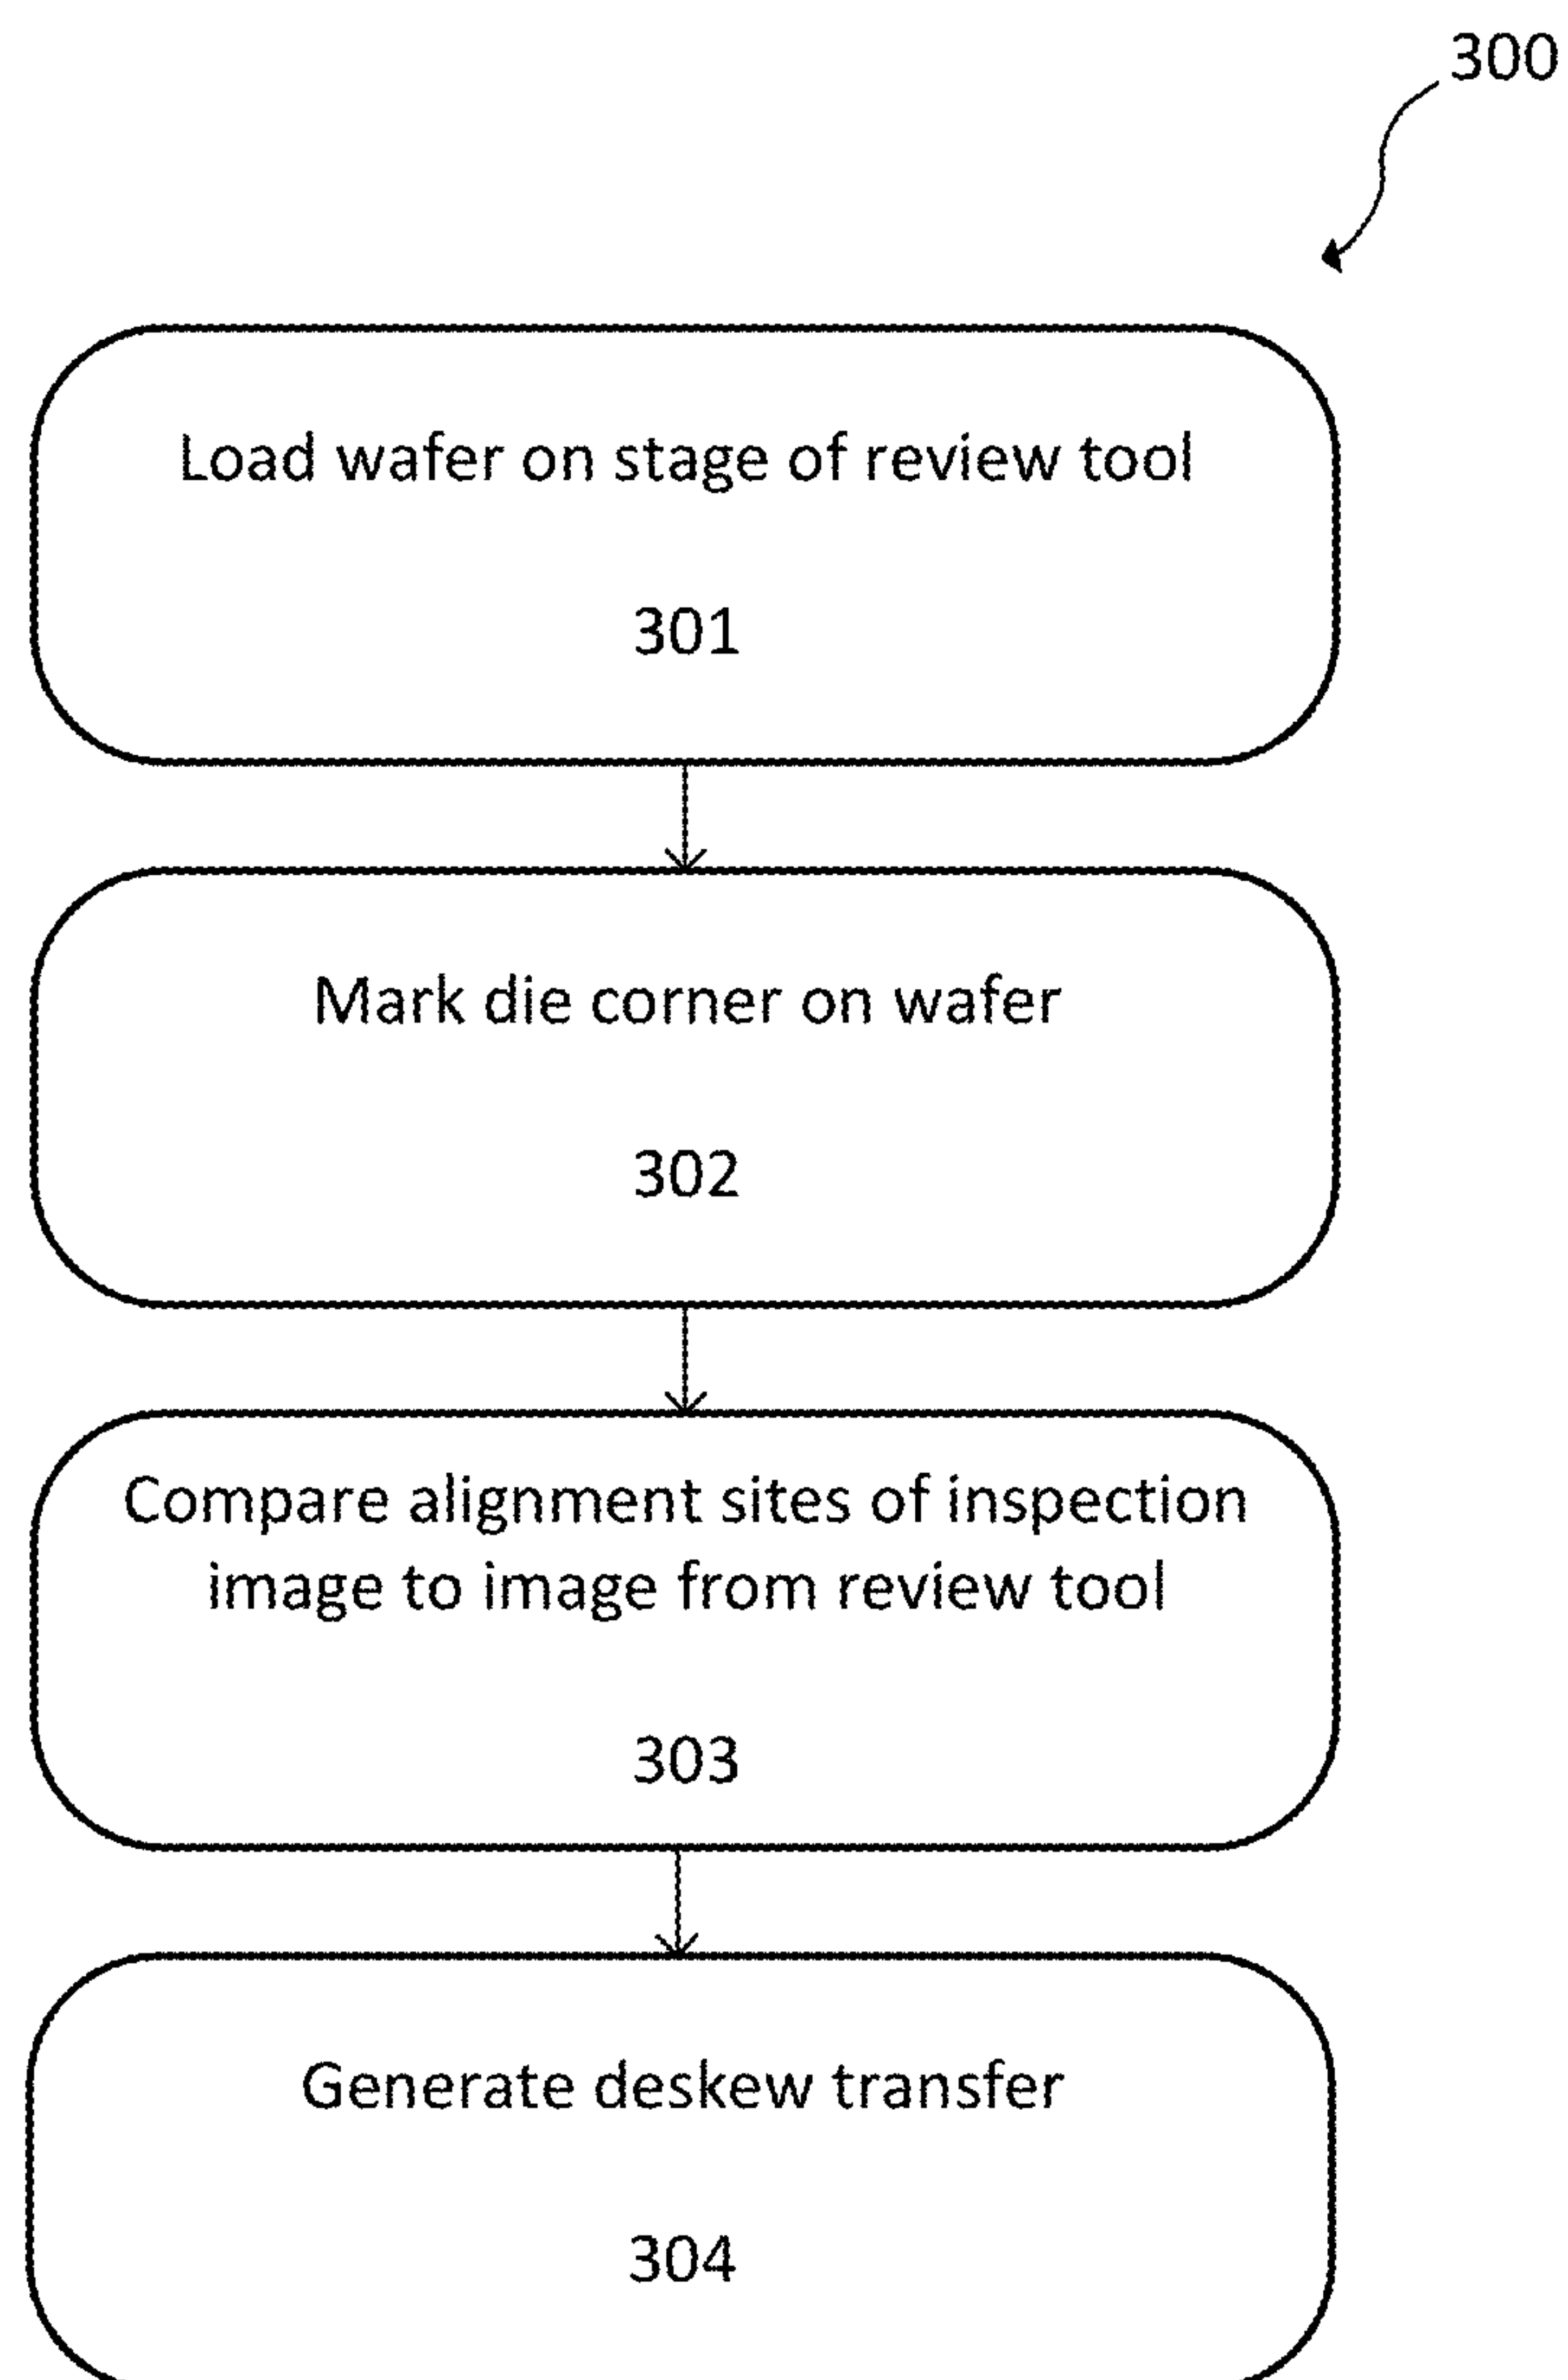 300
Load wafer on stage of review tool
301
Mark die corner on wafer
302
Compare alignment sites of inspection
image to image from review tool
303
Generate deskew transfer
304